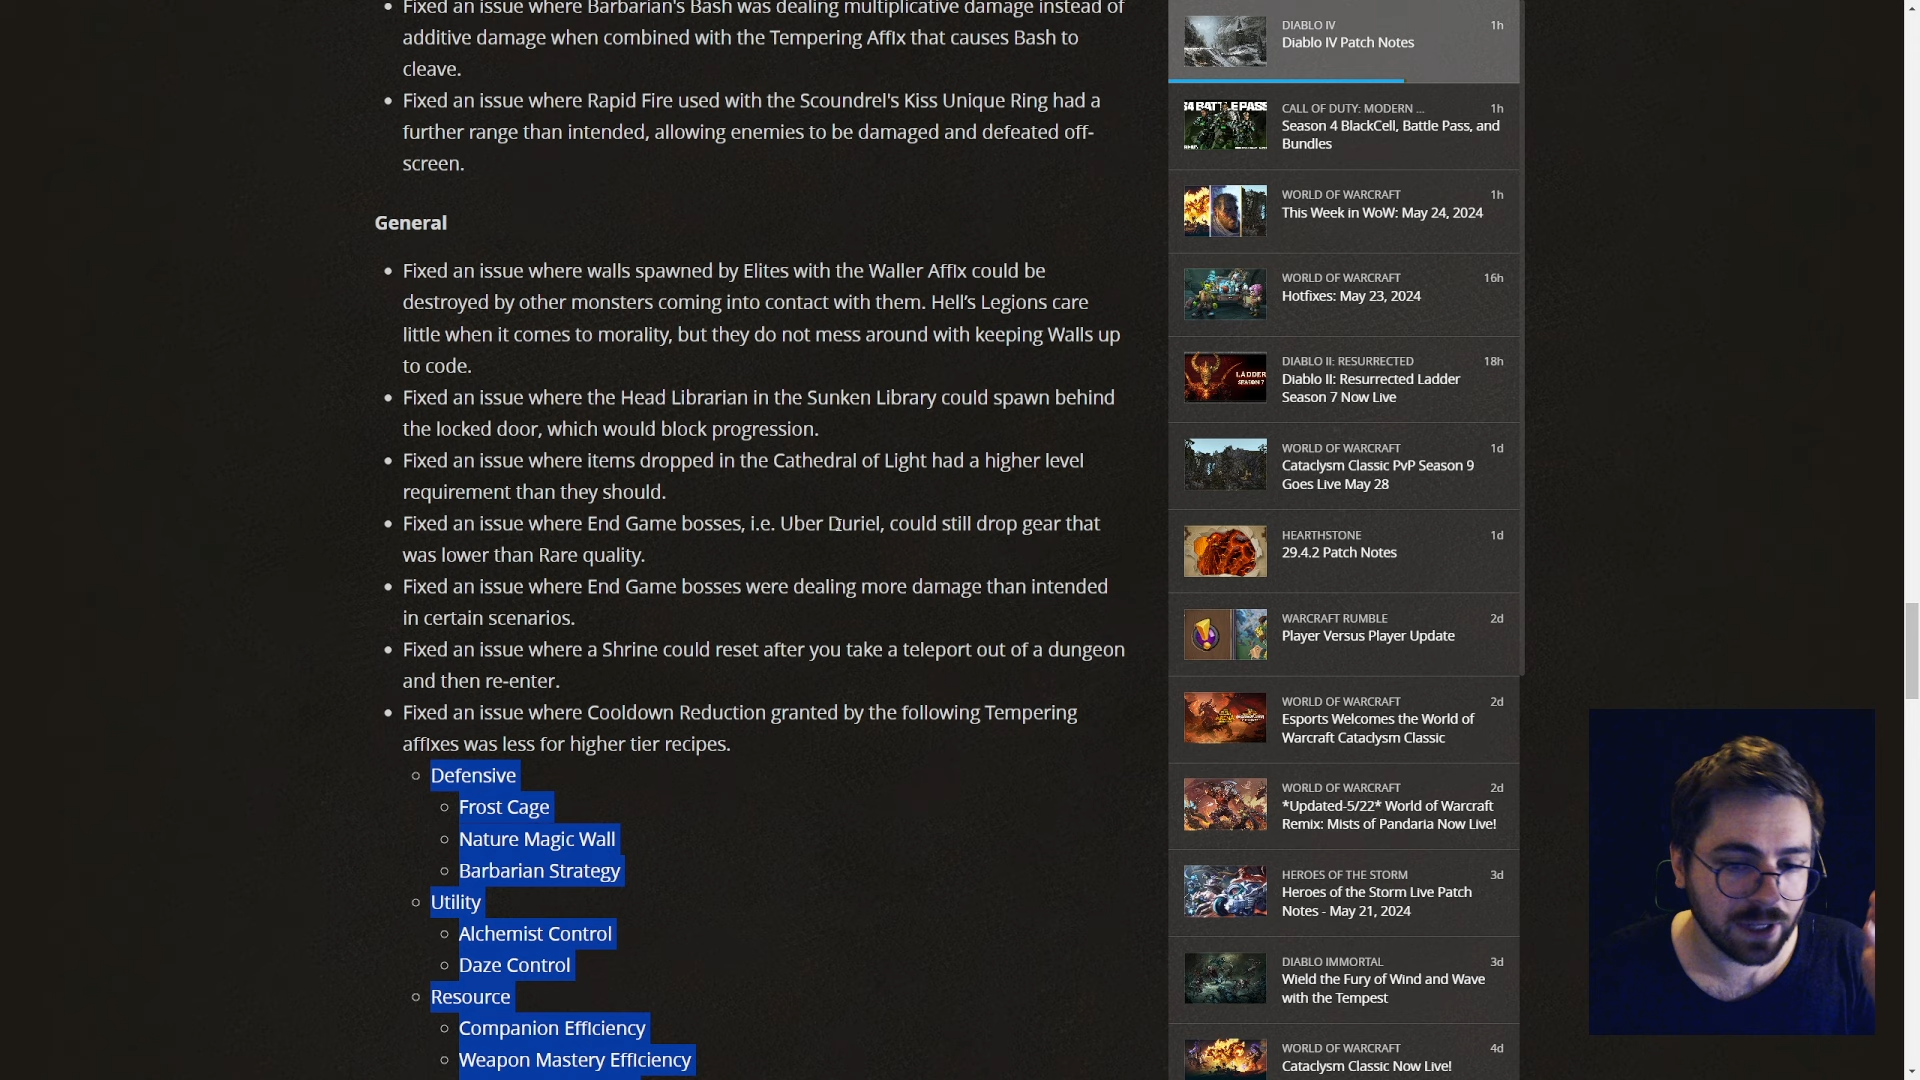 Fixed an issue where Barbarian's Bash was dealing multiplicative damage instead of
additive damage when combined with the Tempering Affix that causes Bash to
cleave.
Fixed an issue where Rapid Fire used with the Scoundrel's Kiss Unique Ring had a
further range than intended, allowing enemies to be damaged and defeated off-
screen.
General
Fixed an issue where walls spawned by Elites with the Waller Affix could be
destroyed by other monsters coming into contact with them. Hell’s Legions care
little when it comes to morality, but they do not mess around with keeping Walls up
to code.
Fixed an issue where the Head Librarian in the Sunken Library could spawn behind
the locked door, which would block progression.
Fixed an issue where items dropped in the Cathedral of Light had a higher level
requirement than they should.
Fixed an issue where End Game bosses, i.e. Uber Duriel, could still drop gear that
was lower than Rare quality.
Fixed an issue where End Game bosses were dealing more damage than intended
in certain scenarios.
Fixed an issue where a Shrine could reset after you take a teleport out of a dungeon
and then re-enter.
Fixed an issue where Cooldown Reduction granted by the following Tempering
affixes was less for higher tier recipes.
Defensive
Frost Cage
Nature Magic Wall
Barbarian Strategy
Utility
Alchemist Control
Daze Control
Resource
Companion Efficiency
Weapon Mastery Efficiency
DIABLO IV 1h
Diablo IV Patch Notes
S4 BATTLE PASS
CALL OF DUTY: MODERN ... 1h
Season 4 BlackCell, Battle Pass, and
Bundles
WORLD OF WARCRAFT 1h
This Week in WoW: May 24, 2024
WORLD OF WARCRAFT 16h
Hotfixes: May 23, 2024
LADDER
SEASON 7
DIABLO II: RESURRECTED 18h
Diablo II: Resurrected Ladder
Season 7 Now Live
WORLD OF WARCRAFT 1d
Cataclysm Classic PvP Season 9
Goes Live May 28
HEARTHSTONE 1d
29.4.2 Patch Notes
WARCRAFT RUMBLE 2d
Player Versus Player Update
WORLD OF WARCRAFT 2d
Esports Welcomes the World of
Warcraft Cataclysm Classic
WORLD OF WARCRAFT 2d
*Updated-5/22* World of Warcraft
Remix: Mists of Pandaria Now Live!
HEROES OF THE STORM 3d
Heroes of the Storm Live Patch
Notes - May 21, 2024
DIABLO IMMORTAL 3d
Wield the Fury of Wind and Wave
with the Tempest
WORLD OF WARCRAFT 4d
Cataclysm Classic Now Live!